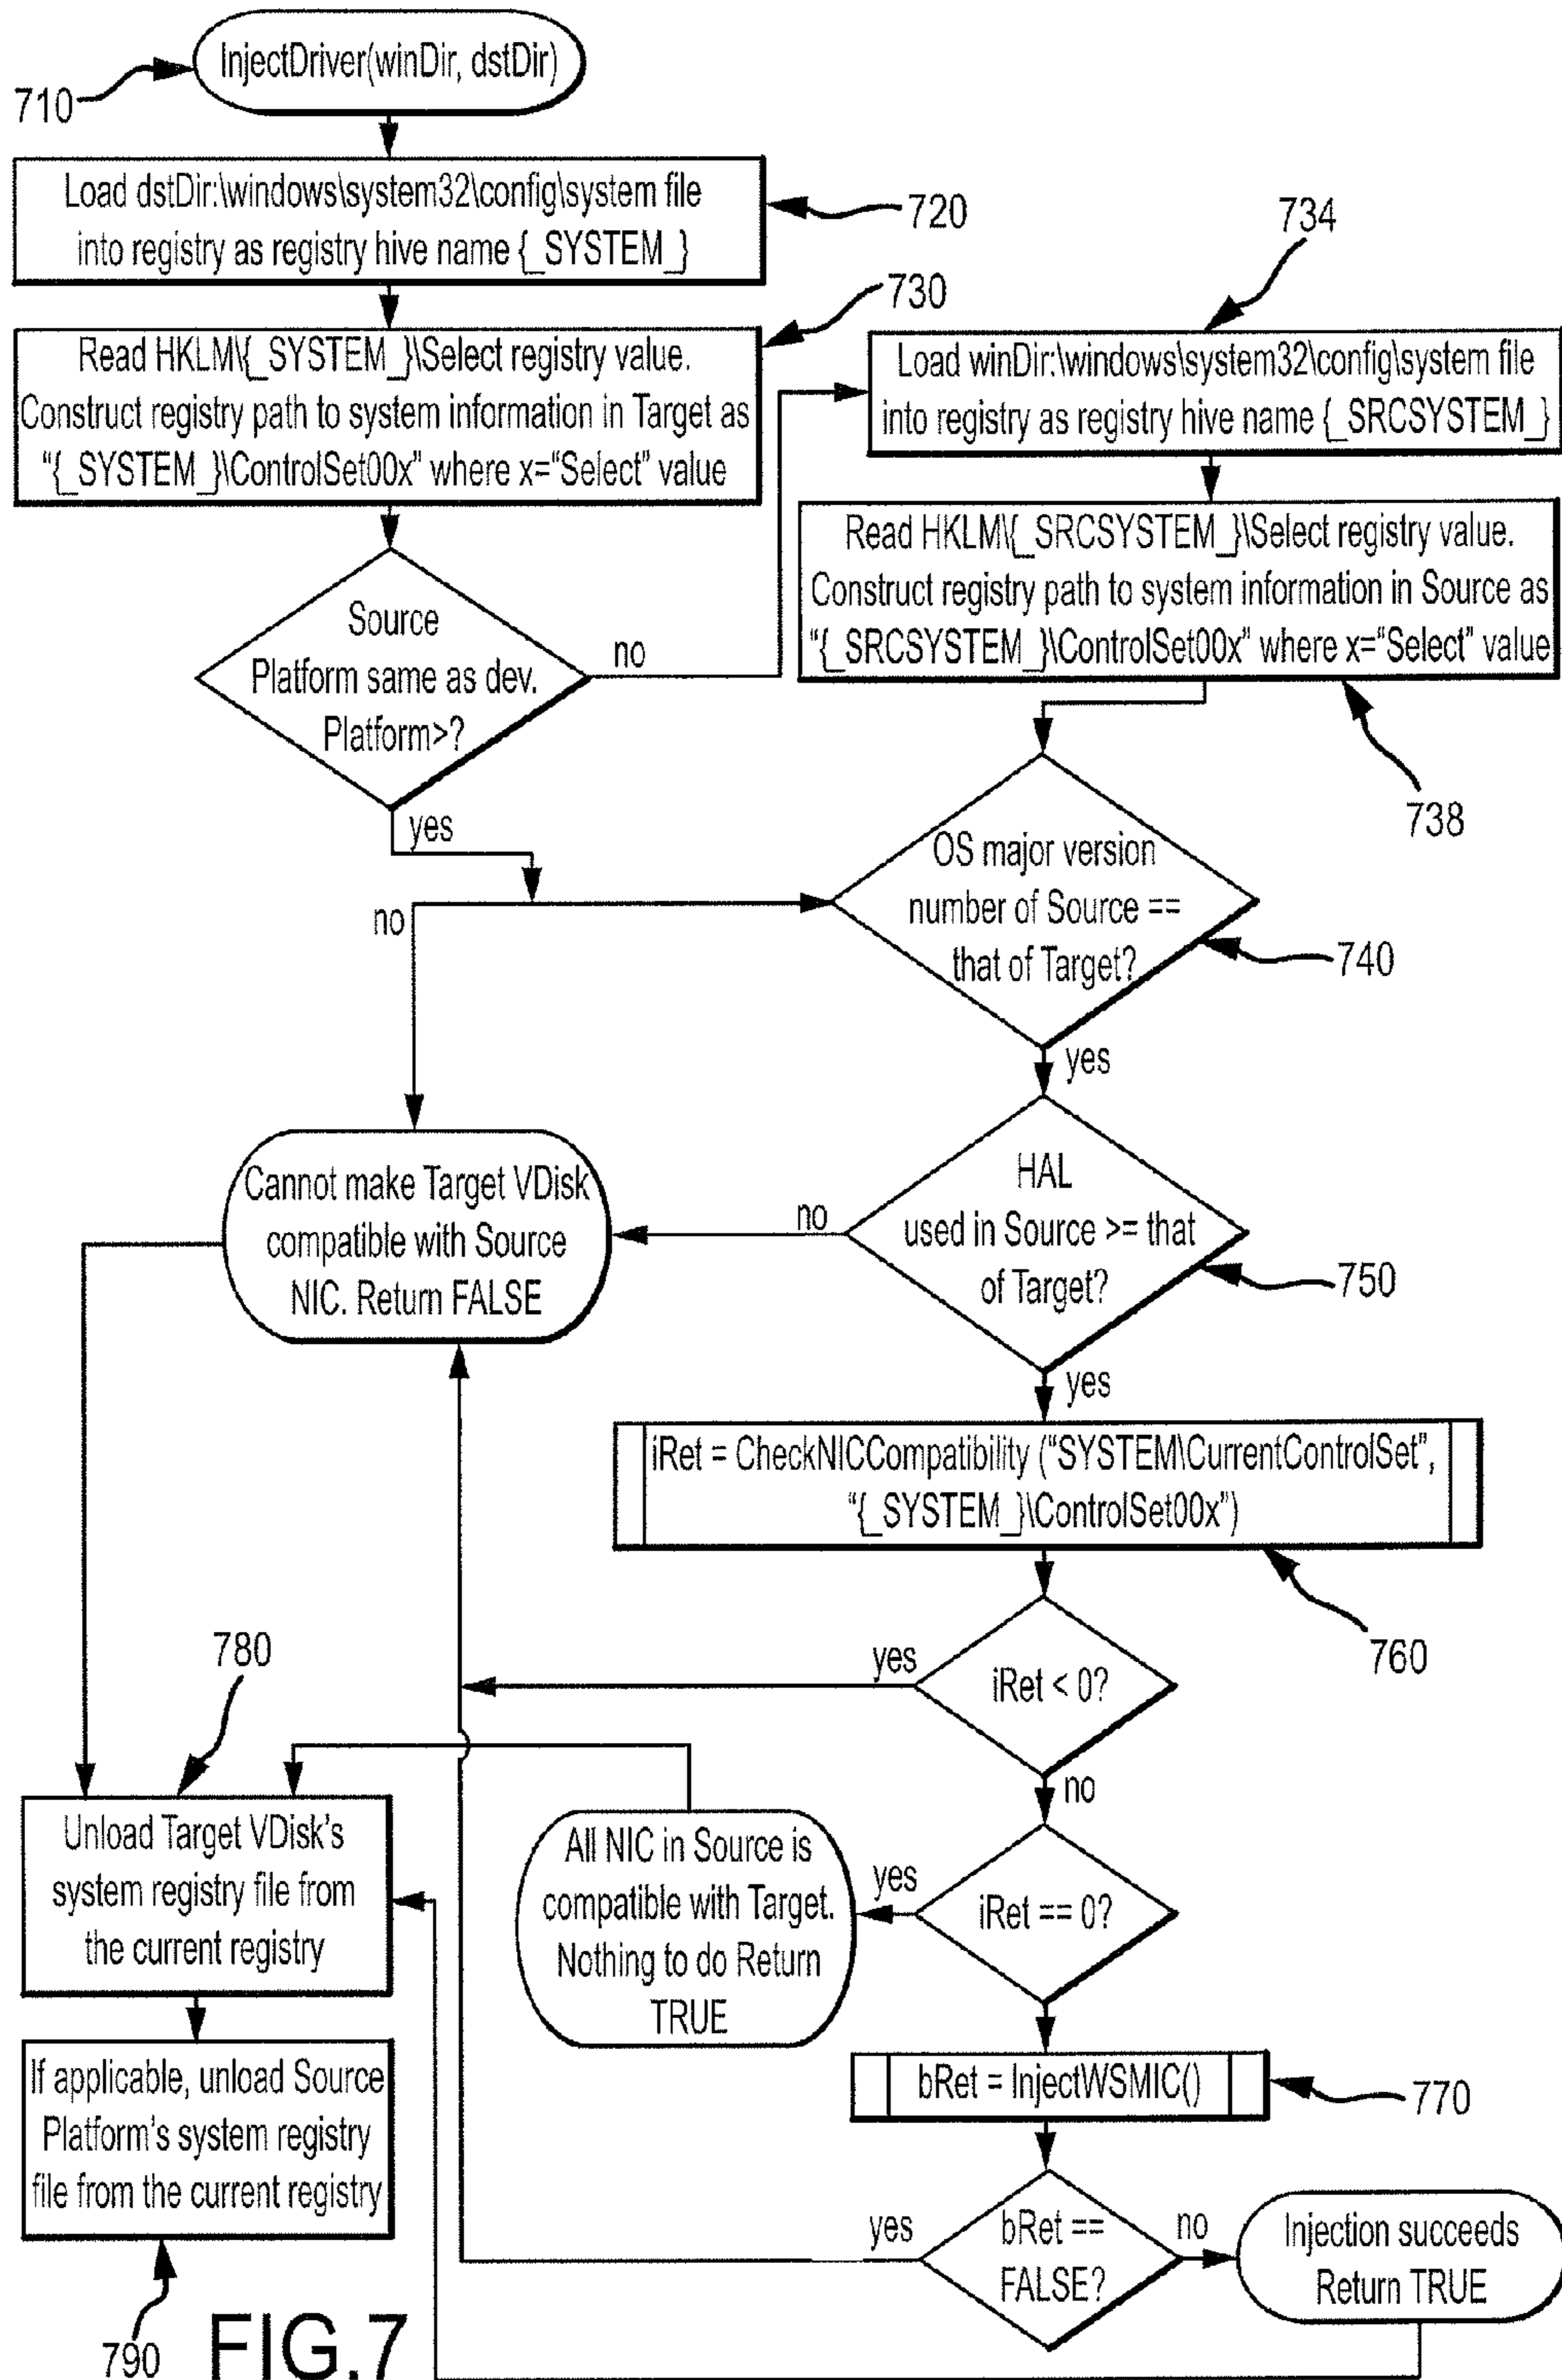 InjectDriver(winDir, dstDir)
710
Load dstDir:\windows\system32\config\system file
into registry as registry hive name {_SYSTEM_}
720
734
730
Read HKLM\{_SYSTEM_}\Select registry value.
Construct registry path to system information in Target as
“{_SYSTEM_}\ControlSet00x” where x=“Select” value
Load winDir:\windows\system32\config\system file
into registry as registry hive name {_SRCSYSTEM_}
Read HKLM\{_SRCSYSTEM_}\Select registry value.
Construct registry path to system information in Source as
“{_SRCSYSTEM_}\ControlSet00x” where x=“Select” value
738
Source
Platform same as dev.
Platform>?
no
yes
no
OS major version
number of Source ==
that of Target?
740
yes
Cannot make Target VDisk
compatible with Source
NIC. Return FALSE
no
HAL
used in Source >= that
of Target?
750
yes
iRet = CheckNICCompatibility (“SYSTEM\CurrentControlSet”,
“{_SYSTEM_}\ControlSet00x”)
760
yes
iRet < 0?
no
780
Unload Target VDisk’s
system registry file from
the current registry
All NIC in Source is
compatible with Target.
Nothing to do Return
TRUE
yes
iRet == 0?
If applicable, unload Source
Platform’s system registry
file from the current registry
790
bRet = InjectWSMIC()
770
yes
bRet ==
FALSE?
no
Injection succeeds
Return TRUE
FIG.7